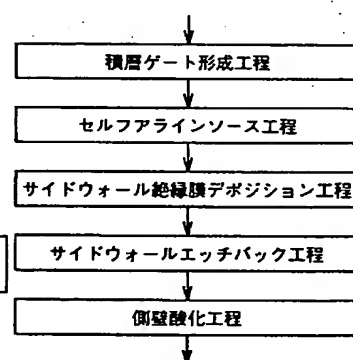 積層ゲート形成工程
セルフアラインソース工程
サイドウォール絶縁膜デポジション工程
サイドウォールエッチバック工程
側壁酸化工程